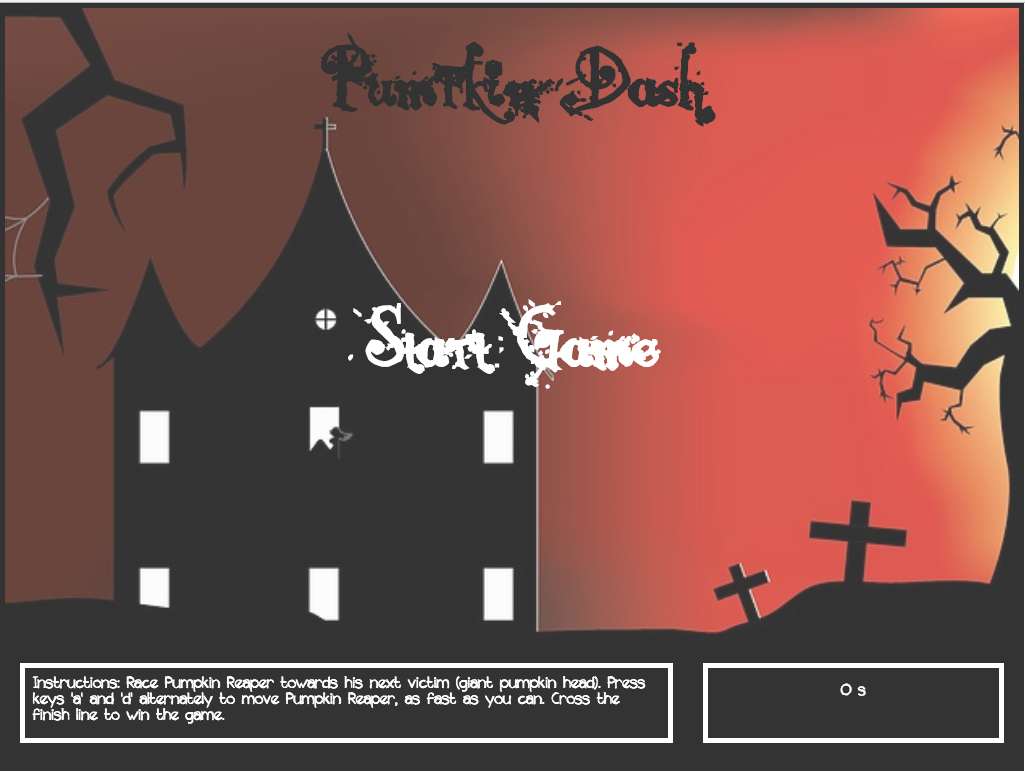 Pumpkin Dash
Start Game
Instructions: Race Pumpkin Reaper towards his next victim (giant pumpkin head). Press
keys 'a' and 'd' alternately to move Pumpkin Reaper, as fast as you can. Cross the
finish line to win the game.
0 s